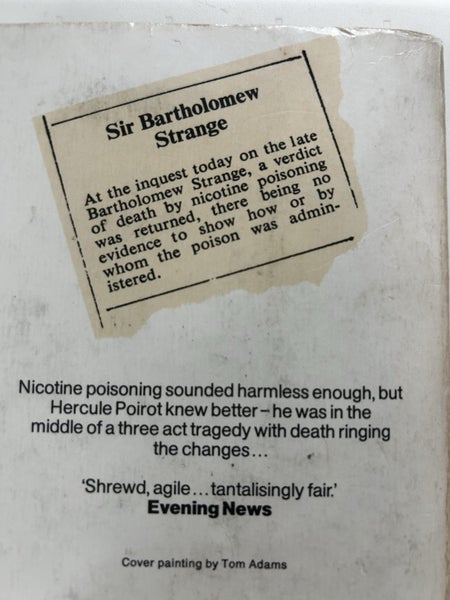 Sir Bartholomew
Strange
At the inquest today on the late
Bartholomew Strange, a verdict
of death by nicotine poisoning
was returned, there being no
evidence to show how or by
whom the poison was admin-
istered.
Nicotine poisoning sounded harmless enough, but
Hercule Poirot knew better – he was in the
middle of a three act tragedy with death ringing
the changes...
‘Shrewd, agile...tantalisingly fair.’
Evening News
Cover painting by Tom Adams